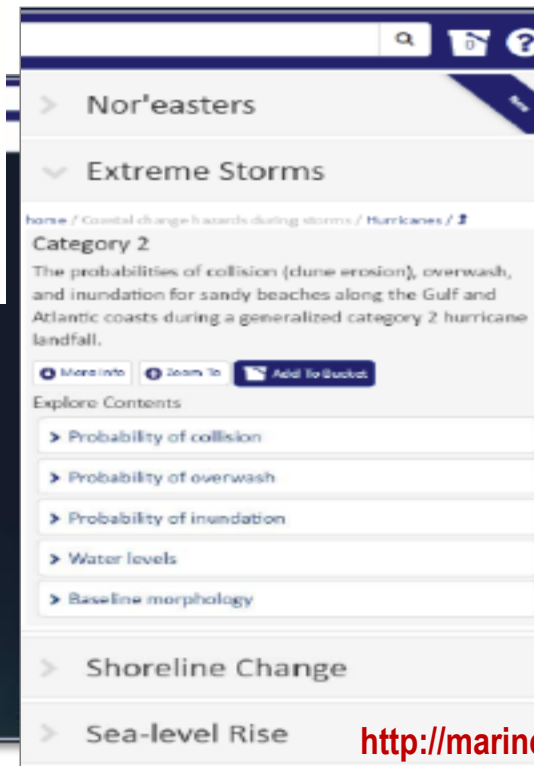 0
?
Nor'easters
Extreme Storms
home / Coastal change hazards during storms / Hurricanes /
Category 2
The probabilities of collision (dune erosion), overwash,
and inundation for sandy beaches along the Gulf and
Atlantic coasts during a generalized category 2 hurricane
landfall.
More Info Zoom To Add To Bucket
Explore Contents
Probability of collision
Probability of overwash
Probability of inundation
Water levels
Baseline morphology
Shoreline Change
Sea-level Rise
http://marine